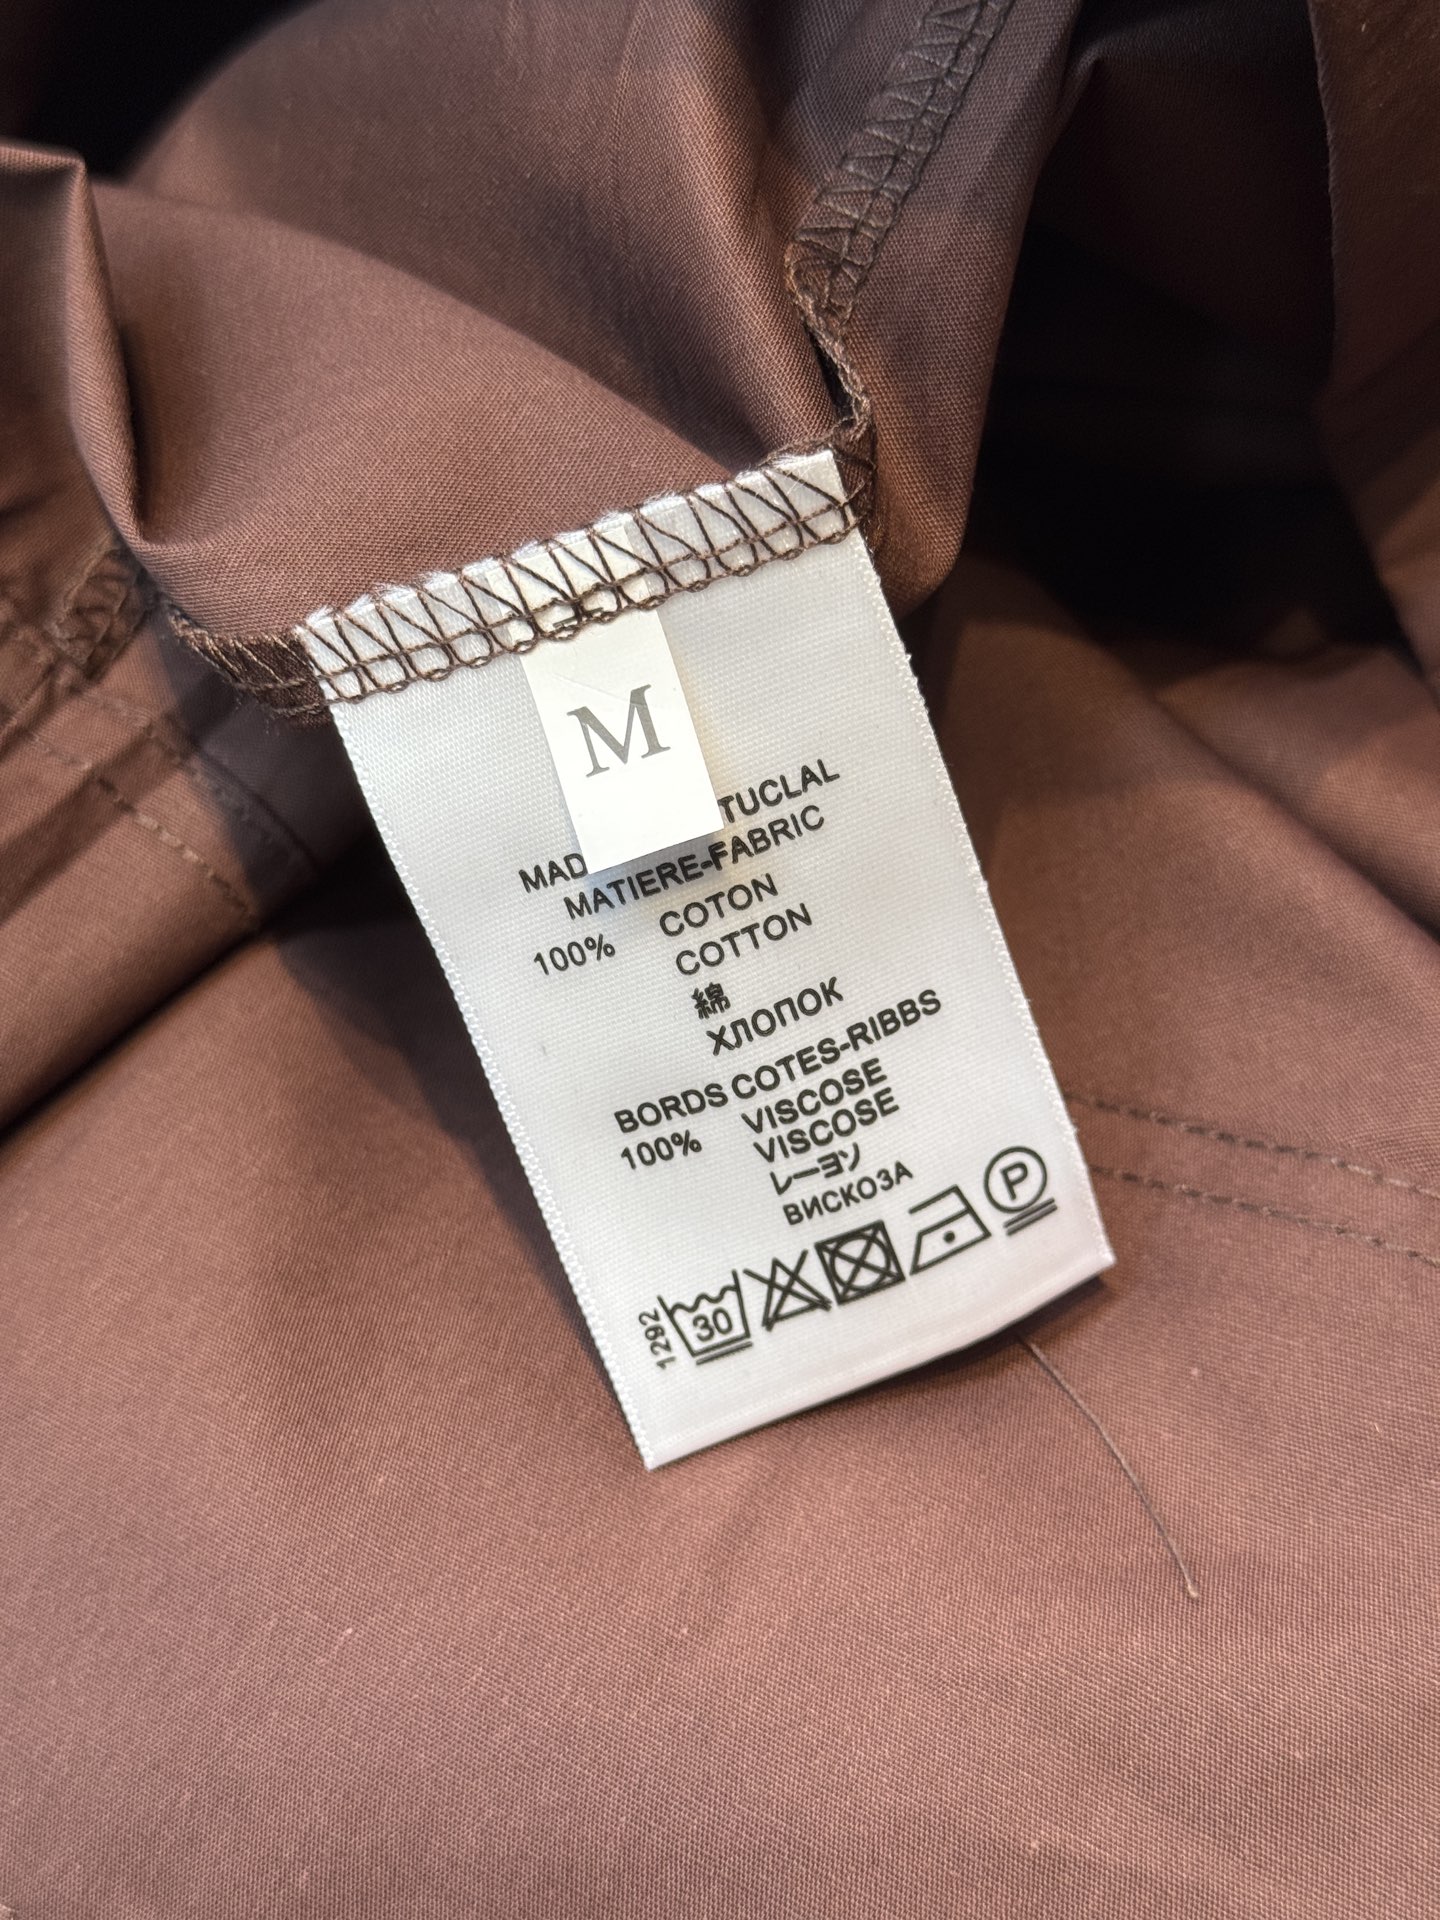 M
MAD TUCLAL
MATIERE-FABRIC
100% COTON
COTTON
綿
ХЛОПОК
BORDS COTES-RIBBS
100% VISCOSE
VISCOSE
レーヨソ
ВИСКОЗА
1292 30 P